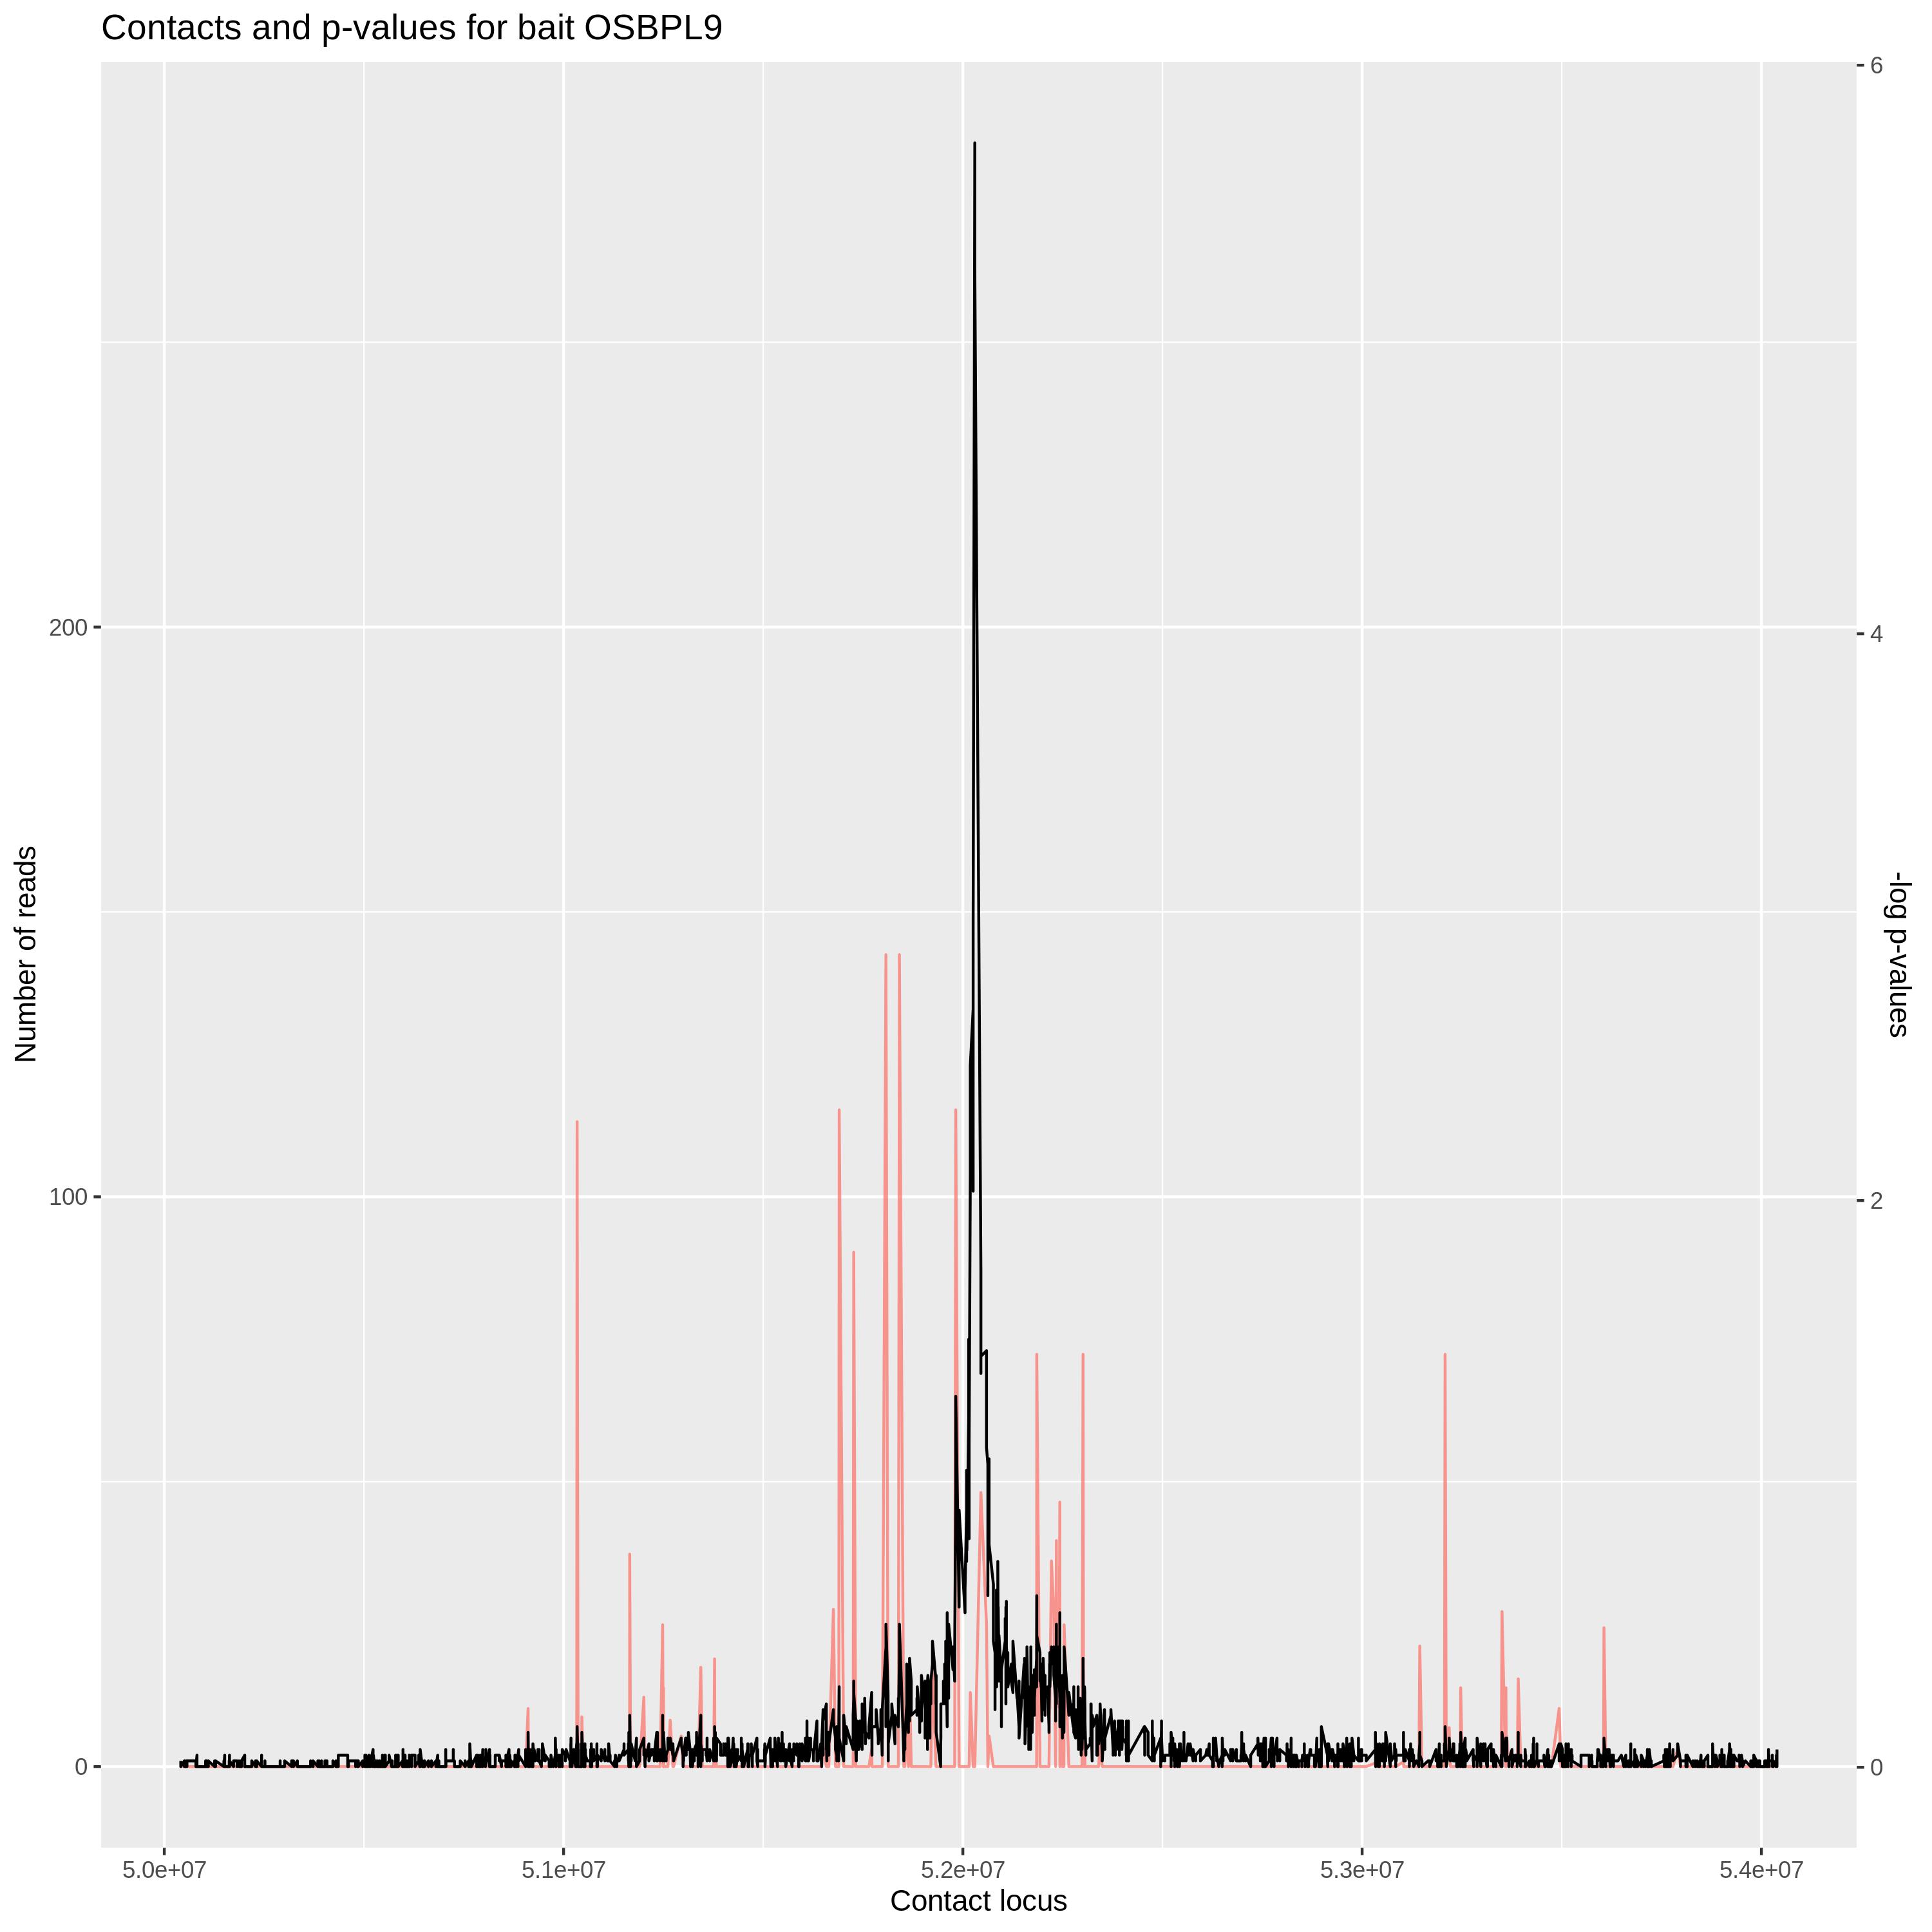 Contacts and p-values for bait OSBPL9
Number of reads
200
100
0
6
4
2
0
-log p-values
5.0e+07 5.1e+07 5.2e+07 5.3e+07 5.4e+07
Contact locus